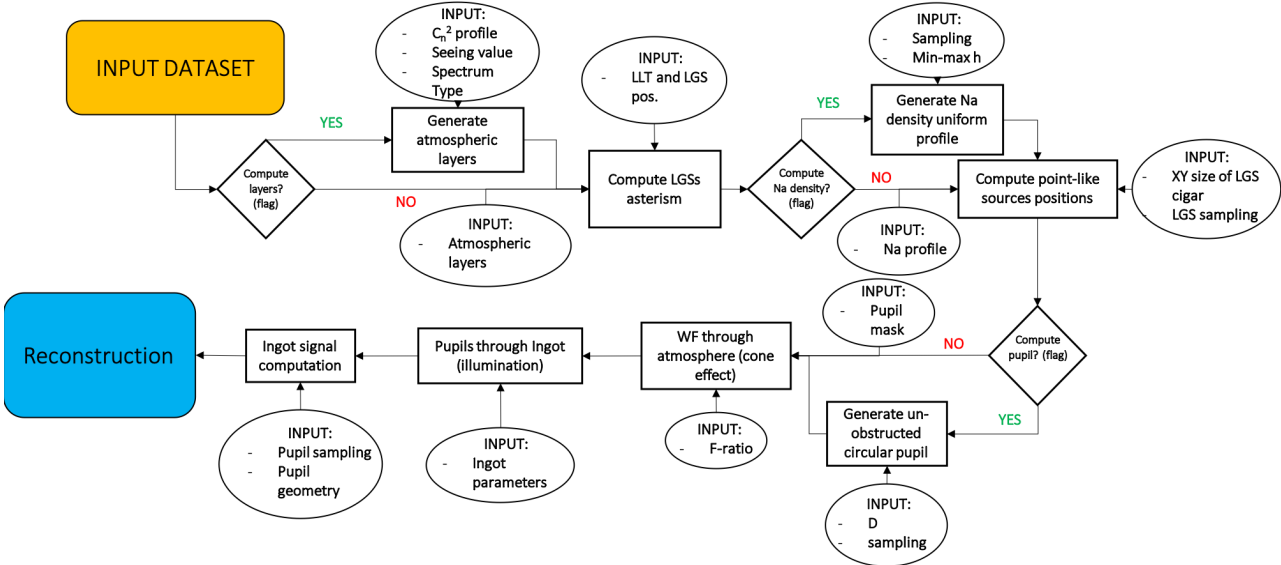 INPUT DATASET
INPUT:
- Cn² profile
- Seeing value
- Spectrum
Type
YES
Generate
atmospheric
layers
Compute
layers?
(flag)
NO
INPUT:
- Atmospheric
layers
INPUT:
- LLT and LGS
pos.
Compute LGSs
asterism
Compute
Na density?
(flag)
YES
INPUT:
- Sampling
- Min-max h
Generate Na
density uniform
profile
NO
INPUT:
- Na profile
Compute point-like
sources positions
INPUT:
- XY size of LGS
cigar
- LGS sampling
Compute
pupil? (flag)
NO
INPUT:
- Pupil
mask
YES
Generate un-
obstructed
circular pupil
INPUT:
- D
- sampling
WF through
atmosphere (cone
effect)
INPUT:
- F-ratio
Pupils through Ingot
(illumination)
INPUT:
- Ingot
parameters
Ingot signal
computation
INPUT:
- Pupil sampling
- Pupil
geometry
Reconstruction